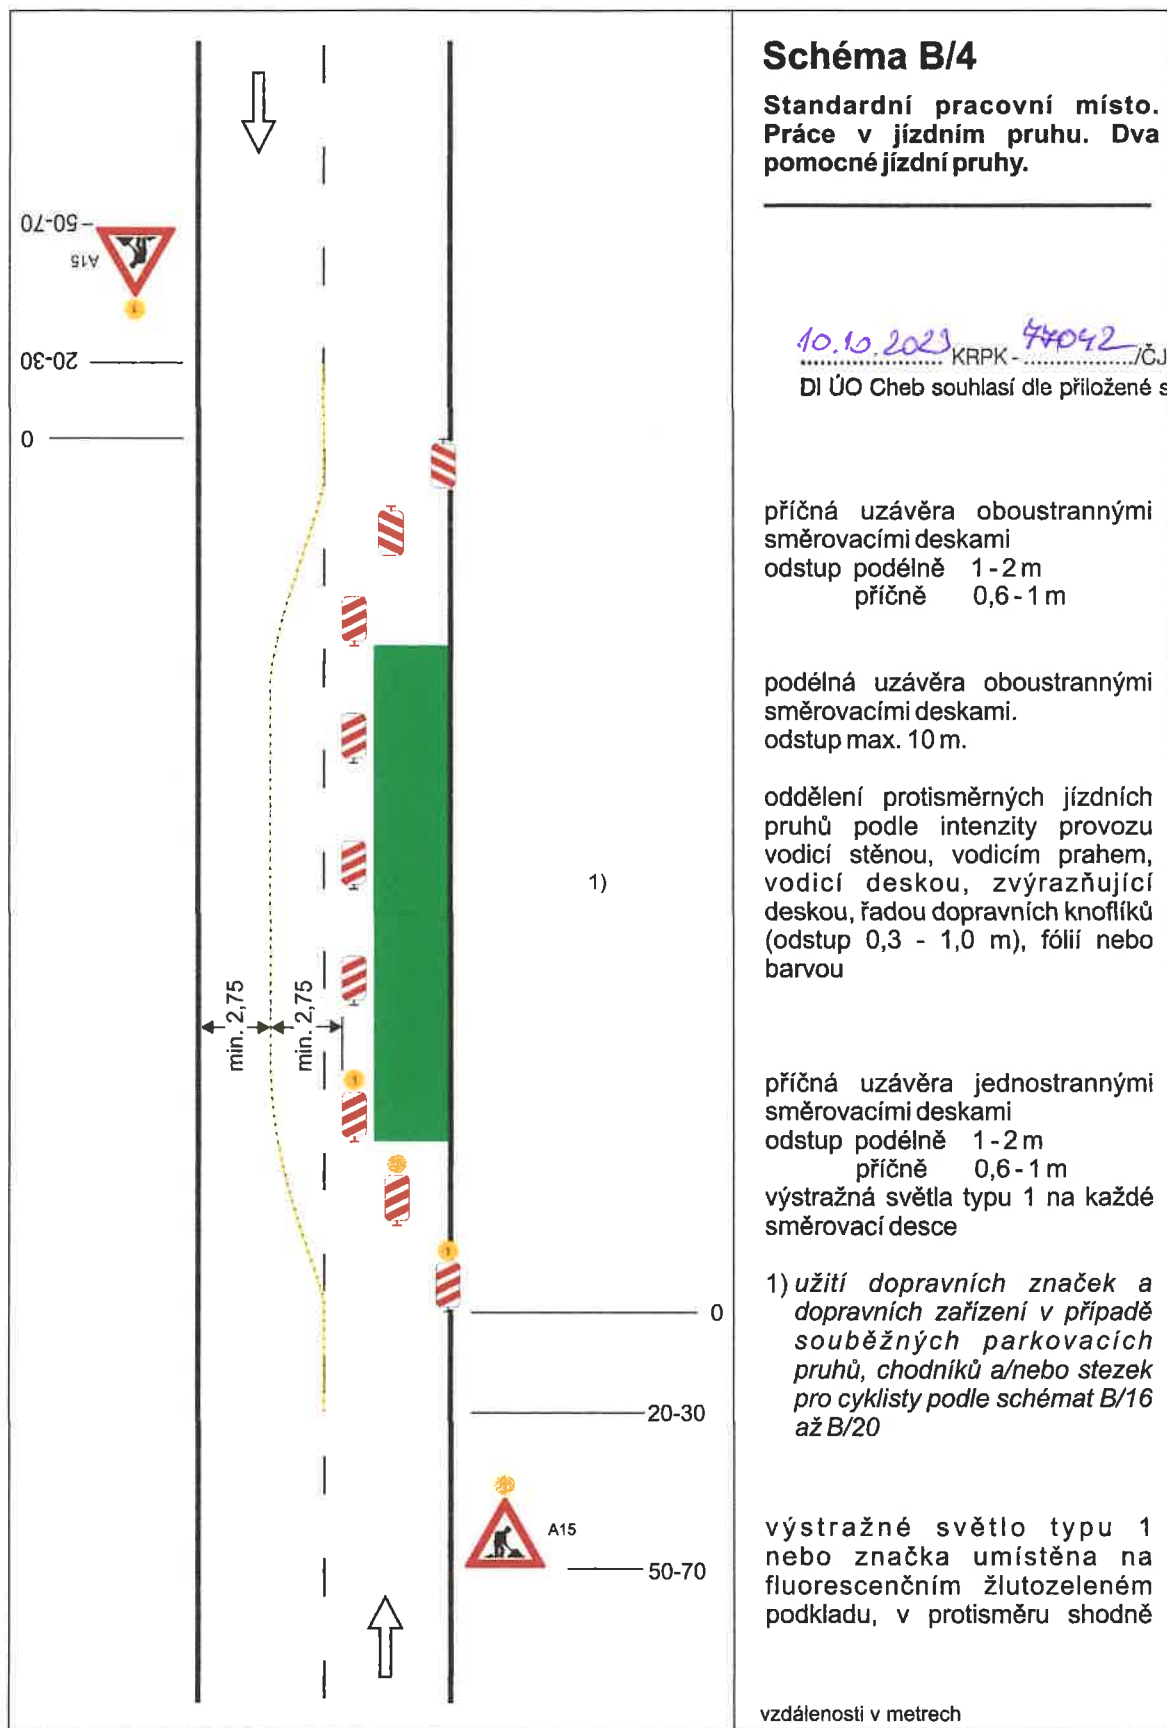 Schéma B/4
Standardní pracovní místo.
Práce v jízdním pruhu. Dva
pomocné jízdní pruhy.
10.10.2023 KRPK - 77042 /ČJ
DI ÚO Cheb souhlasí dle přiložené s
50-70
A15
1
20-30
0
příčná uzávěra oboustrannými
směrovacími deskami
odstup podélně 1 - 2 m
příčně 0,6 - 1 m
podélná uzávěra oboustrannými
směrovacími deskami.
odstup max. 10 m.
oddělení protisměrných jízdních
pruhů podle intenzity provozu
vodicí stěnou, vodicím prahem,
vodicí deskou, zvýrazňující
deskou, řadou dopravních knoflíků
(odstup 0,3 - 1,0 m), fólií nebo
barvou
1)
min. 2,75
min. 2,75
1
příčná uzávěra jednostrannými
směrovacími deskami
odstup podélně 1 - 2 m
příčně 0,6 - 1 m
výstražná světla typu 1 na každé
směrovací desce
1
0
1) užití dopravních značek a
dopravních zařízení v případě
souběžných parkovacích
pruhů, chodníků a/nebo stezek
pro cyklisty podle schémat B/16
až B/20
20-30
A15
50-70
výstražné světlo typu 1
nebo značka umístěna na
fluorescenčním žlutozeleném
podkladu, v protisměru shodně
vzdálenosti v metrech